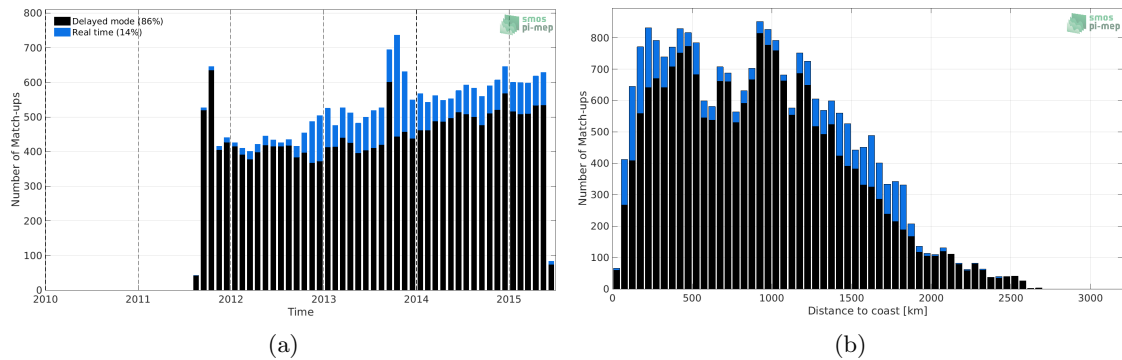 Delayed mode (86%)
Real time (14%)
smos
pi-mep
Number of Match-ups
800
700
600
500
400
300
200
100
0
2010 2011 2012 2013 2014 2015
Time
(a)
smos
pi-mep
Number of Match-ups
800
700
600
500
400
300
200
100
0
0 500 1000 1500 2000 2500 3000
Distance to coast [km]
(b)